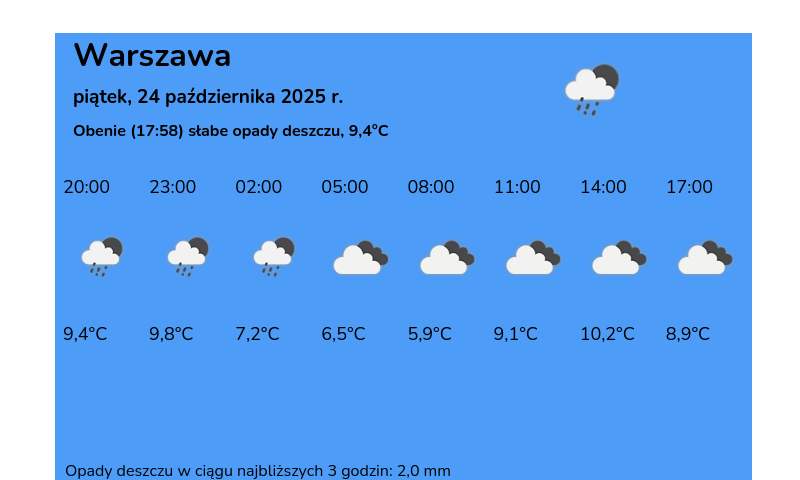 Warszawa
piątek, 24 października 2025 r.
Obenie (17:58) słabe opady deszczu, 9,4°C
20:00 23:00 02:00 05:00 08:00 11:00 14:00 17:00
9,4°C 9,8°C 7,2°C 6,5°C 5,9°C 9,1°C 10,2°C 8,9°C
Opady deszczu w ciągu najbliższych 3 godzin: 2,0 mm